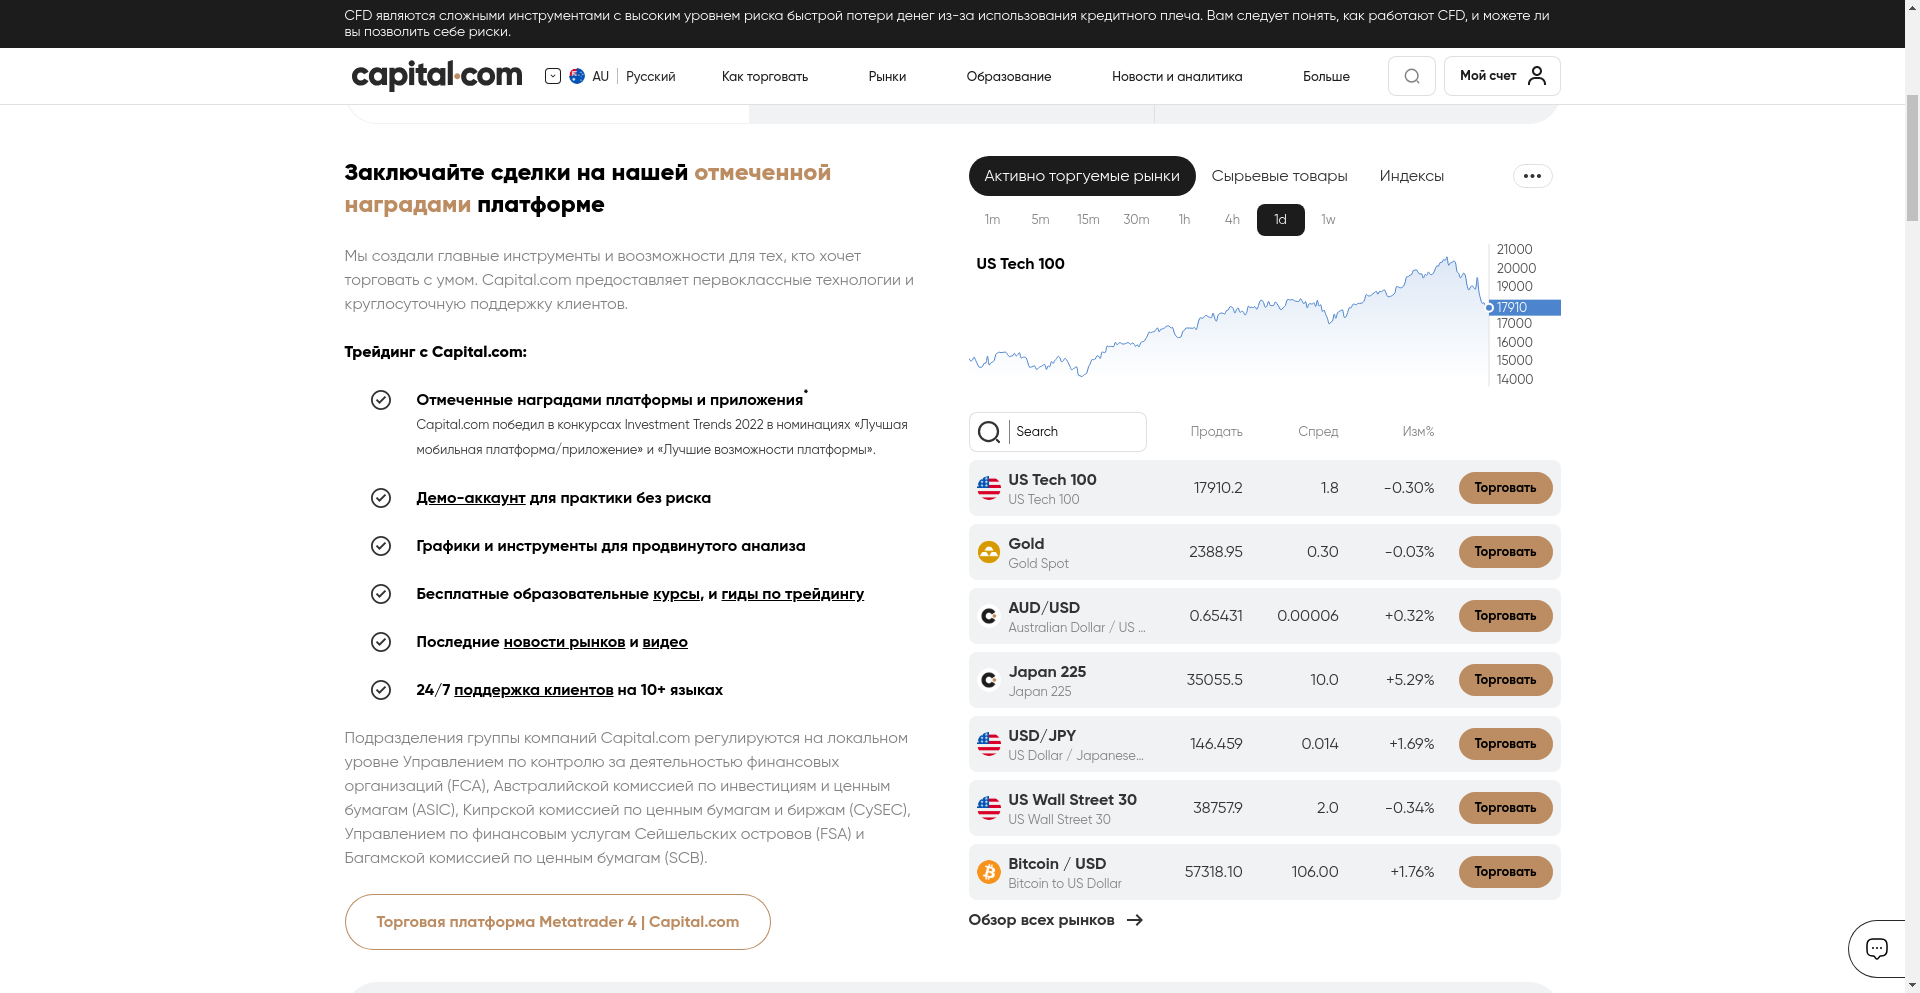 CFD являются сложными инструментами с высоким уровнем риска быстрой потери денег из-за использования кредитного плеча. Вам следует понять, как работают CFD, и можете ли
вы позволить себе риски.
capital.com
AU
Русский
Как торговать
Рынки
Образование
Новости и аналитика
Больше
Мой счет
Заключайте сделки на нашей отмеченной
наградами платформе
Мы создали главные инструменты и воозможности для тех, кто хочет
торговать с умом. Capital.com предоставляет первоклассные технологии и
круглосуточную поддержку клиентов.
Трейдинг с Capital.com:
Отмеченные наградами платформы и приложения*
Capital.com победил в конкурсах Investment Trends 2022 в номинациях «Лучшая
мобильная платформа/приложение» и «Лучшие возможности платформы».
Демо-аккаунт для практики без риска
Графики и инструменты для продвинутого анализа
Бесплатные образовательные курсы, и гиды по трейдингу
Последние новости рынков и видео
24/7 поддержка клиентов на 10+ языках
Подразделения группы компаний Capital.com регулируются на локальном
уровне Управлением по контролю за деятельностью финансовых
организаций (FCA), Австралийской комиссией по инвестициям и ценным
бумагам (ASIC), Кипрской комиссией по ценным бумагам и биржам (CySEC),
Управлением по финансовым услугам Сейшельских островов (FSA) и
Багамской комиссией по ценным бумагам (SCB).
Торговая платформа Metatrader 4 | Capital.com
Активно торгуемые рынки
Сырьевые товары
Индексы
1m 5m 15m 30m 1h 4h 1d 1w
US Tech 100
21000
20000
19000
17910
17000
16000
15000
14000
Search
Продать
Спред
Изм%
US Tech 100
US Tech 100
17910.2
1.8
-0.30%
Торговать
Gold
Gold Spot
2388.95
0.30
-0.03%
Торговать
AUD/USD
Australian Dollar / US ...
0.65431
0.00006
+0.32%
Торговать
Japan 225
Japan 225
35055.5
10.0
+5.29%
Торговать
USD/JPY
US Dollar / Japanese...
146.459
0.014
+1.69%
Торговать
US Wall Street 30
US Wall Street 30
38757.9
2.0
-0.34%
Торговать
Bitcoin / USD
Bitcoin to US Dollar
57318.10
106.00
+1.76%
Торговать
Обзор всех рынков